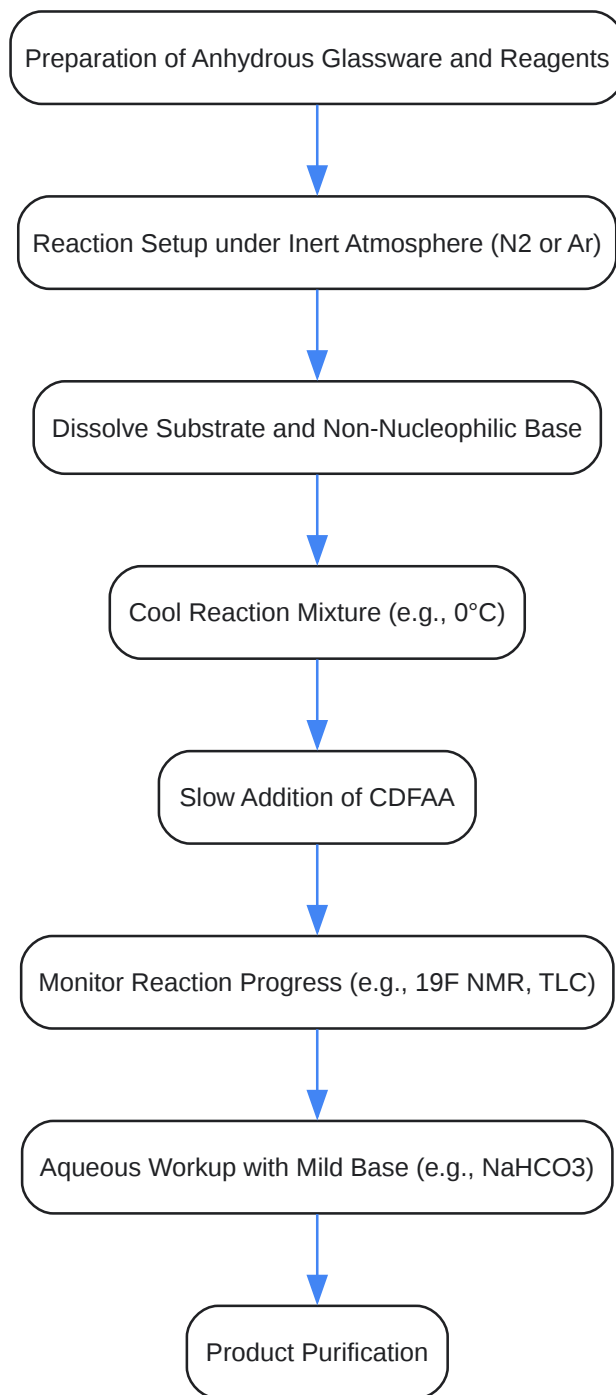 Preparation of Anhydrous Glassware and Reagents
Reaction Setup under Inert Atmosphere (N2 or Ar)
Dissolve Substrate and Non-Nucleophilic Base
Cool Reaction Mixture (e.g., 0°C)
Slow Addition of CDFAA
Monitor Reaction Progress (e.g., 19F NMR, TLC)
Aqueous Workup with Mild Base (e.g., NaHCO3)
Product Purification